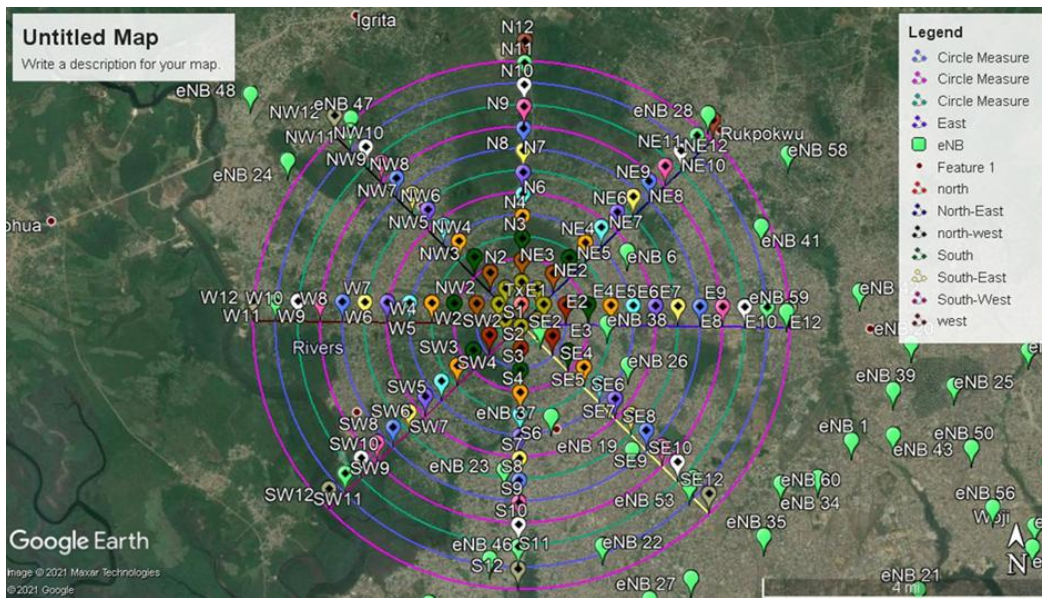 Untitled Map
Write a description for your map.
Igrita
N12
N11
N10
N9
N8
N7
N6
N4
N3
N2
eNB 48
NW12
eNB 47
NW11
NW10
NW9
NW8
NW7
NW6
NW5
NW4
NW3
NW2
eNB 24
ohua
eNB 28
Rukpokwu
NE12
NE11
NE10
NE9
NE8
NE7
NE6
NE5
NE4
NE3
NE2
eNB 58
eNB 41
eNB 6
W12
W11
W10
W9
W8
W7
W6
W5
W4
W2
Tx
E1
E2
E3
E4
E5
E6
E7
E8
E9
E10
E12
eNB 59
eNB 38
Rivers
S1
S2
S3
S4
SW2
SW3
SW4
SW5
SW6
SW7
SW8
SW9
SW10
SW11
SW12
SE2
SE4
SE5
SE6
SE7
SE8
SE9
SE10
SE12
eNB 26
eNB 37
S6
S7
S8
S9
S10
S11
S12
eNB 19
eNB 23
eNB 53
eNB 46
eNB 22
eNB 27
eNB 20
eNB 39
eNB 25
eNB 1
eNB 43
eNB 50
eNB 60
eNB 34
eNB 35
eNB 56
Woji
eNB 21
Legend
Circle Measure
Circle Measure
Circle Measure
East
eNB
Feature 1
north
North-East
north-west
South
South-East
South-West
west
Google Earth
Image © 2021 Maxar Technologies
© 2021 Google
N
4 mi